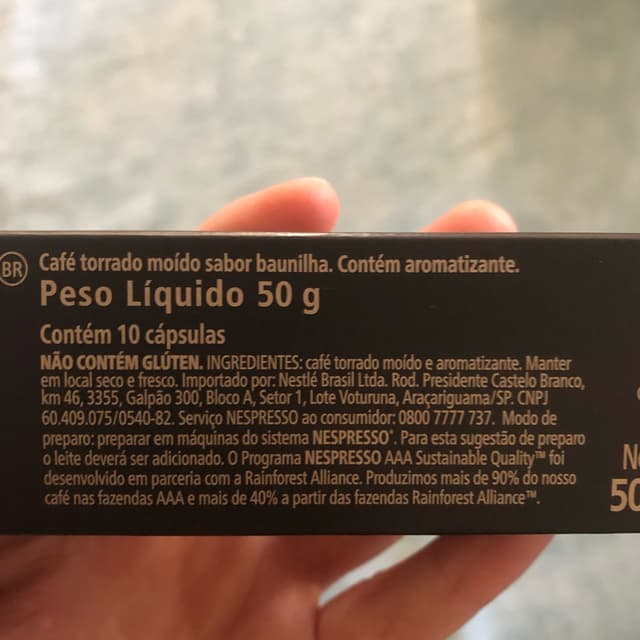 BR
Café torrado moído sabor baunilha. Contém aromatizante.
Peso Líquido 50 g
Contém 10 cápsulas
NÃO CONTÉM GLÚTEN. INGREDIENTES: café torrado moído e aromatizante. Manter
em local seco e fresco. Importado por: Nestlé Brasil Ltda. Rod. Presidente Castelo Branco,
km 46, 3355, Galpão 300, Bloco A, Setor 1, Lote Voturuna, Araçariguama/SP. CNPJ
60.409.075/0540-82. Serviço NESPRESSO ao consumidor: 0800 7777 737. Modo de
preparo: preparar em máquinas do sistema NESPRESSO*. Para esta sugestão de preparo
o leite deverá ser adicionado. O Programa NESPRESSO AAA Sustainable Quality™ foi
desenvolvido em parceria com a Rainforest Alliance. Produzimos mais de 90% do nosso
café nas fazendas AAA e mais de 40% a partir das fazendas Rainforest Alliance™.
50